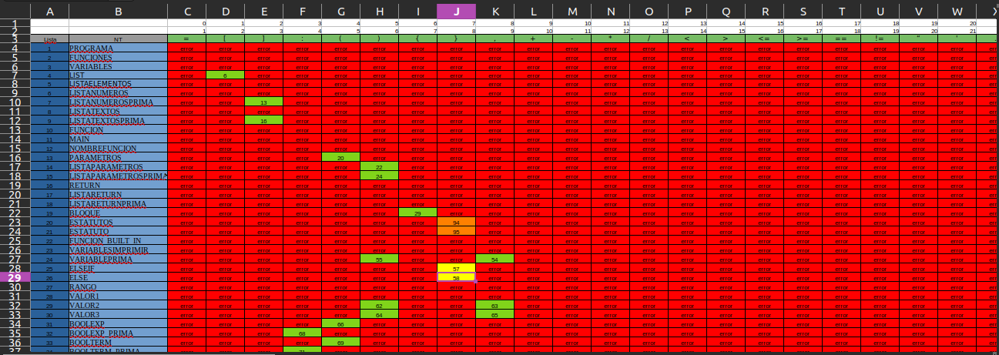 A B C D E F G H I J K L M N O P Q R S T U V W
1 0 1 2 3 4 5 6 7 8 9 10 11 12 13 14 15 16 17 18 19 20
2 1 2 3 4 5 6 7 8 9 10 11 12 13 14 15 16 17 18 19 20 21
3 Lista NT = [ ] : ( ) { } , + - * / < > <= >= == != " '
4 1 PROGRAMA error error error error error error error error error error error error error error error error error error error error error
5 2 FUNCIONES error error error error error error error error error error error error error error error error error error error error error
6 3 VARIABLES error error error error error error error error error error error error error error error error error error error error error
7 4 LIST error 6 error error error error error error error error error error error error error error error error error error error
8 5 LISTAELEMENTOS error error error error error error error error error error error error error error error error error error error error error
9 6 LISTANUMEROS error error error error error error error error error error error error error error error error error error error error error
10 7 LISTANUMEROSPRIMA error error 13 error error error error error error error error error error error error error error error error error error
11 8 LISTATEXTOS error error error error error error error error error error error error error error error error error error error error error
12 9 LISTATEXTOSPRIMA error error 16 error error error error error error error error error error error error error error error error error error
13 10 FUNCION error error error error error error error error error error error error error error error error error error error error error
14 11 MAIN error error error error error error error error error error error error error error error error error error error error error
15 12 NOMBREFUNCION error error error error error error error error error error error error error error error error error error error error error
16 13 PARAMETROS error error error error 20 error error error error error error error error error error error error error error error error
17 14 LISTAPARAMETROS error error error error error 22 error error error error error error error error error error error error error error error
18 15 LISTAPARAMETROSPRIMA error error error error error 24 error error error error error error error error error error error error error error error
19 16 RETURN error error error error error error error error error error error error error error error error error error error error error
20 17 LISTARETURN error error error error error error error error error error error error error error error error error error error error error
21 18 LISTARETURNPRIMA error error error error error error error error error error error error error error error error error error error error error
22 19 BLOQUE error error error error error error 29 error error error error error error error error error error error error error error
23 20 ESTATUTOS error error error error error error error 94 error error error error error error error error error error error error error
24 21 ESTATUTO error error error error error error error 95 error error error error error error error error error error error error error
25 22 FUNCION_BUILT_IN error error error error error error error error error error error error error error error error error error error error error
26 23 VARIABLESIMPRIMIR error error error error error error error error error error error error error error error error error error error error error
27 24 VARIABLEPRIMA error error error error error 55 error error 54 error error error error error error error error error error error error
28 25 ELSEIF error error error error error error error 57 error error error error error error error error error error error error error
29 26 ELSE error error error error error error error 58 error error error error error error error error error error error error error
30 27 RANGO error error error error error error error error error error error error error error error error error error error error error
31 28 VALOR1 error error error error error error error error error error error error error error error error error error error error error
32 29 VALOR2 error error error error error 62 error error 63 error error error error error error error error error error error error
33 30 VALOR3 error error error error error 64 error error 65 error error error error error error error error error error error error
34 31 BOOLEXP error error error error 66 error error error error error error error error error error error error error error error error
35 32 BOOLEXP_PRIMA error error error 68 error error error error error error error error error error error error error error error error error
36 33 BOOLTERM error error error error 69 error error error error error error error error error error error error error error error error
37 34 BOOLTERM_PRIMA error error error 71 error error error error error error error error error error error error error error error error error